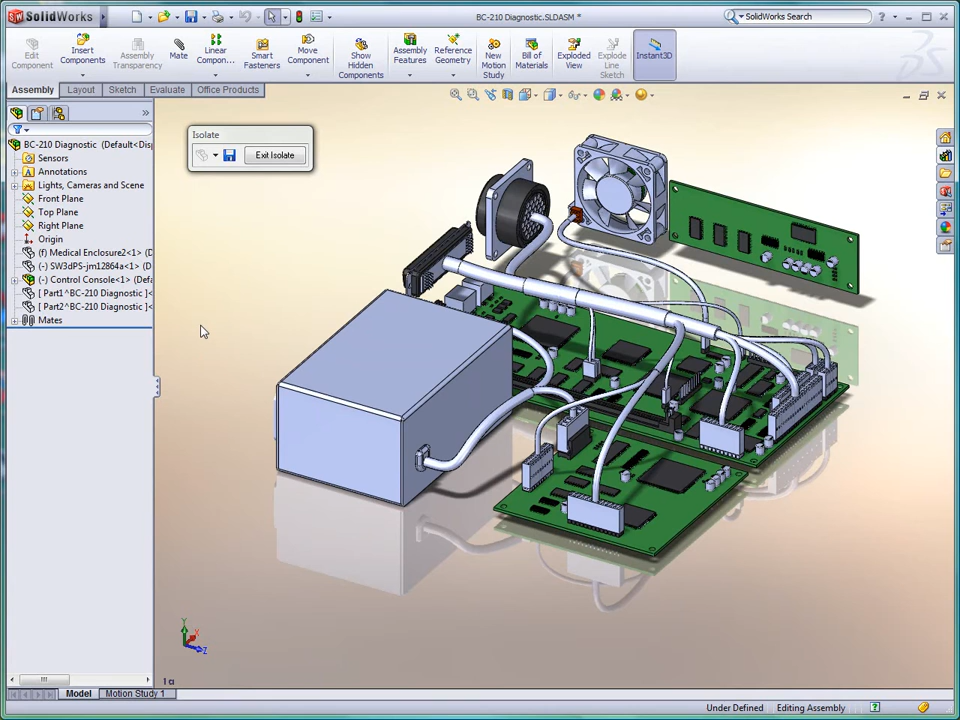 SolidWorks
BC-210 Diagnostic.SLDASM *
SolidWorks Search
Edit Component
Insert Components
Assembly Transparency
Mate
Linear Compon...
Smart Fasteners
Move Component
Show Hidden Components
Assembly Features
Reference Geometry
New Motion Study
Bill of Materials
Exploded View
Explode Line Sketch
Instant3D
Assembly
Layout
Sketch
Evaluate
Office Products
Isolate
Exit Isolate
BC-210 Diagnostic (Default<Disp
Sensors
Annotations
Lights, Cameras and Scene
Front Plane
Top Plane
Right Plane
Origin
(f) Medical Enclosure2<1> (D
(-) SW3dPS-jm12864a<1> (D
(-) Control Console<1> (Defa
[ Part1^BC-210 Diagnostic ]<
[ Part2^BC-210 Diagnostic ]<
Mates
Y
X
Z
Model
Motion Study 1
Under Defined
Editing Assembly